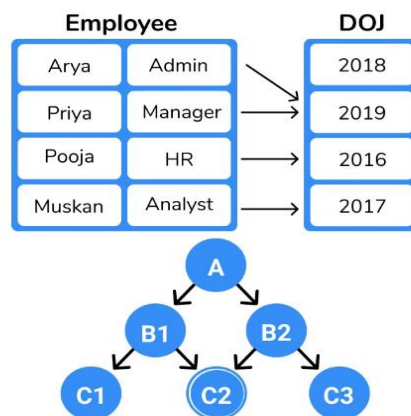 Employee DOJ
Arya Admin 2018
Priya Manager 2019
Pooja HR 2016
Muskan Analyst 2017
A
B1 B2
C1 C2 C3